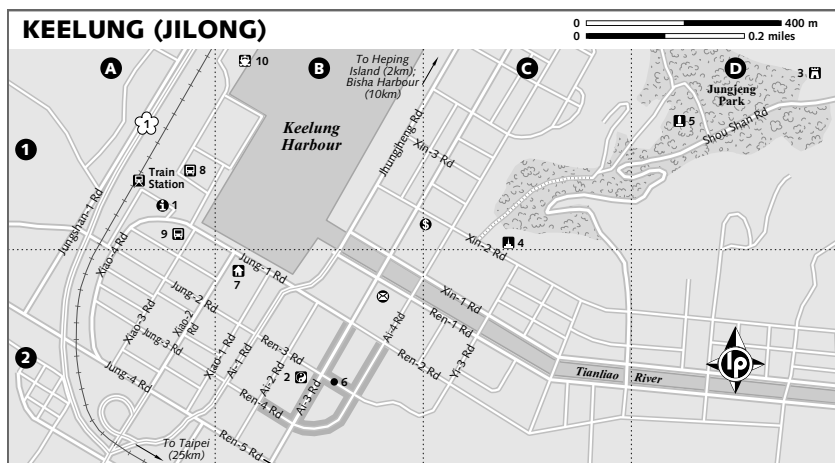 KEELUNG (JILONG)
0 400 m
0 0.2 miles
A
B
C
D
1
2
10
To Heping
Island (2km);
Bisha Harbour
(10km)
3
Jungjeng
Park
5
Shou Shan Rd
1
Keelung
Harbour
Jhungjheng Rd
Xin-3 Rd
Train
Station
8
i 1
9
$
Xin-2 Rd
4
Jungshan-1 Rd
Xiao-4 Rd
7
Jung-1 Rd
Jung-2 Rd
Xin-1 Rd
Ren-1 Rd
Ai-4 Rd
Xiao-3 Rd
Xiao-2
Rd
Jung-3 Rd
Xiao-1 Rd
Ai-1 Rd
Ren-3 Rd
Ren-2 Rd
Yi-3 Rd
Jung-4 Rd
Ai-2 Rd
2
6
Ai-3 Rd
Ren-4 Rd
Ren-5 Rd
Tianliao River
lp
To Taipei
(25km)